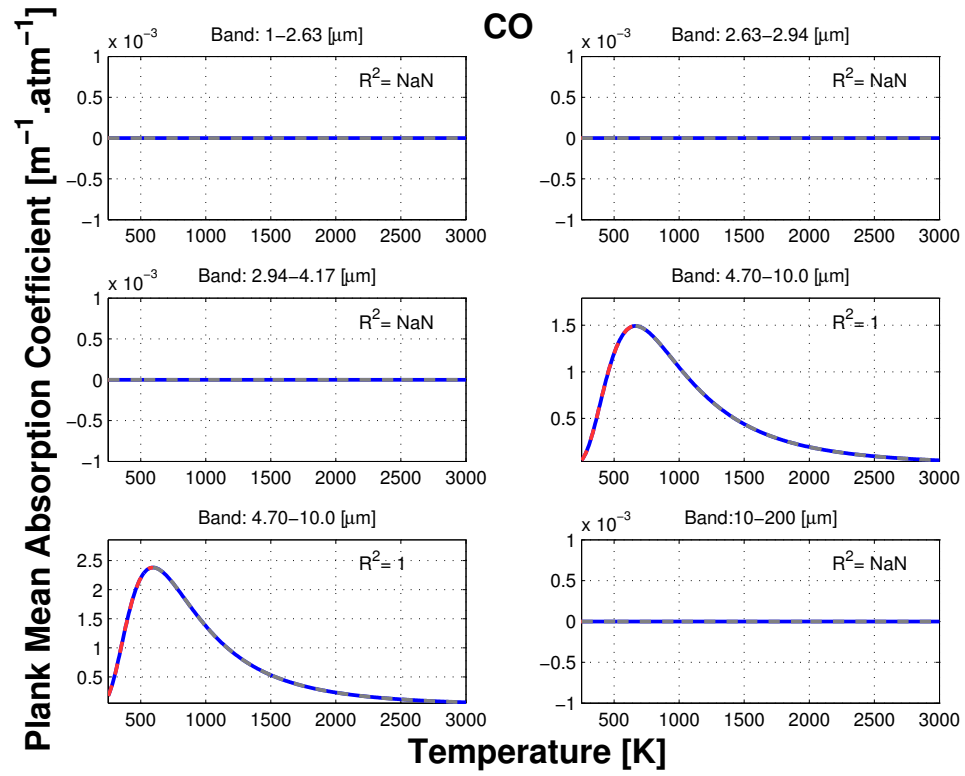 CO
Plank Mean Absorption Coefficient [m⁻¹.atm⁻¹]
Band: 1−2.63 [μm]
x 10⁻³
R²= NaN
1
0.5
0
−0.5
−1
500 1000 1500 2000 2500 3000
Band: 2.63−2.94 [μm]
x 10⁻³
R²= NaN
1
0.5
0
−0.5
−1
500 1000 1500 2000 2500 3000
Band: 2.94−4.17 [μm]
x 10⁻³
R²= NaN
1
0.5
0
−0.5
−1
500 1000 1500 2000 2500 3000
Band: 4.70−10.0 [μm]
R²= 1
1.5
1
0.5
500 1000 1500 2000 2500 3000
Band: 4.70−10.0 [μm]
R²= 1
2.5
2
1.5
1
0.5
500 1000 1500 2000 2500 3000
Band:10−200 [μm]
x 10⁻³
R²= NaN
1
0.5
0
−0.5
−1
500 1000 1500 2000 2500 3000
Temperature [K]